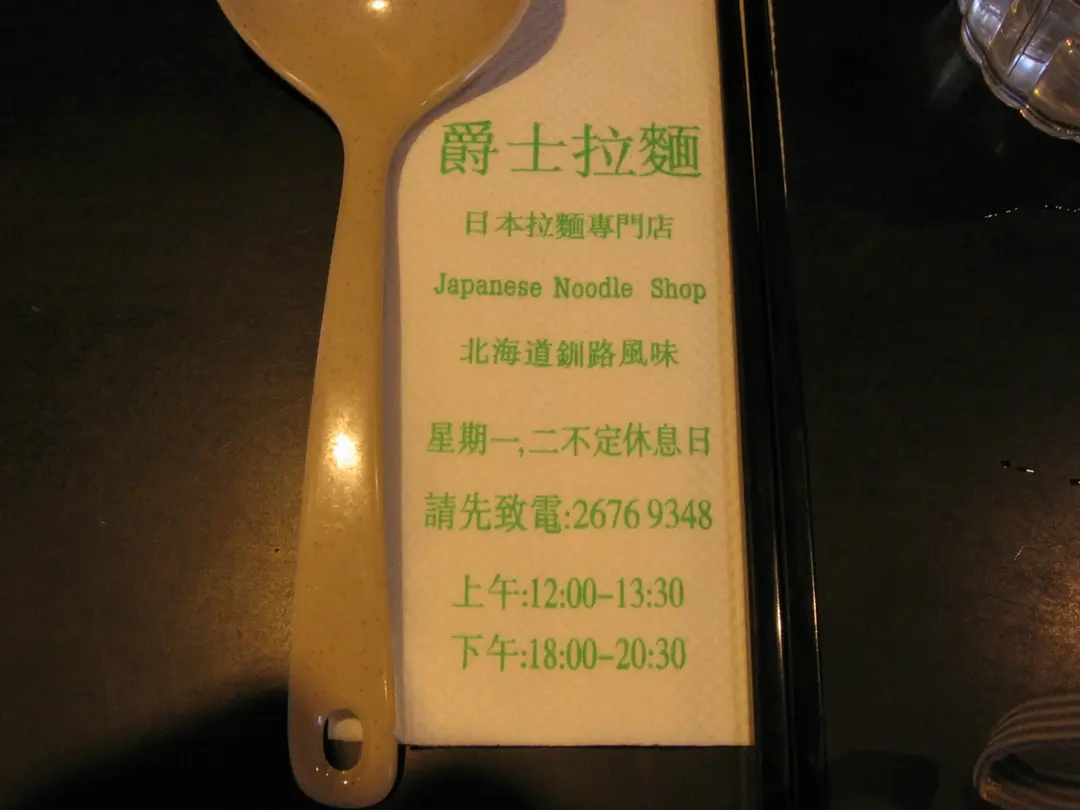 爵士拉麵
日本拉麵專門店
Japanese Noodle Shop
北海道釧路風味
星期一,二不定休息日
請先致電:2676 9348
上午:12:00-13:30
下午:18:00-20:30